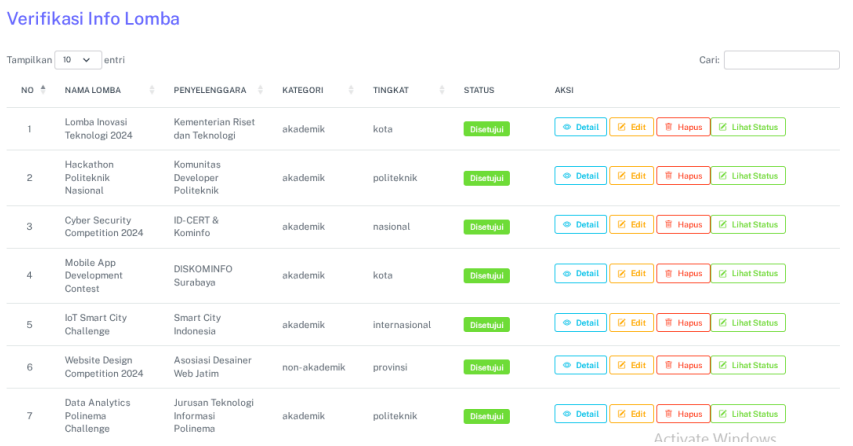 Verifikasi Info Lomba
Tampilkan 10 entri Cari:
NO NAMA LOMBA PENYELENGGARA KATEGORI TINGKAT STATUS AKSI
1 Lomba Inovasi Teknologi 2024 Kementerian Riset dan Teknologi akademik kota Disetujui Detail Edit Hapus Lihat Status
2 Hackathon Politeknik Nasional Komunitas Developer Politeknik akademik politeknik Disetujui Detail Edit Hapus Lihat Status
3 Cyber Security Competition 2024 ID-CERT & Kominfo akademik nasional Disetujui Detail Edit Hapus Lihat Status
4 Mobile App Development Contest DISKOMINFO Surabaya akademik kota Disetujui Detail Edit Hapus Lihat Status
5 IoT Smart City Challenge Smart City Indonesia akademik internasional Disetujui Detail Edit Hapus Lihat Status
6 Website Design Competition 2024 Asosiasi Desainer Web Jatim non-akademik provinsi Disetujui Detail Edit Hapus Lihat Status
7 Data Analytics Polinema Challenge Jurusan Teknologi Informasi Polinema akademik politeknik Disetujui Detail Edit Hapus Lihat Status
Activate Windows